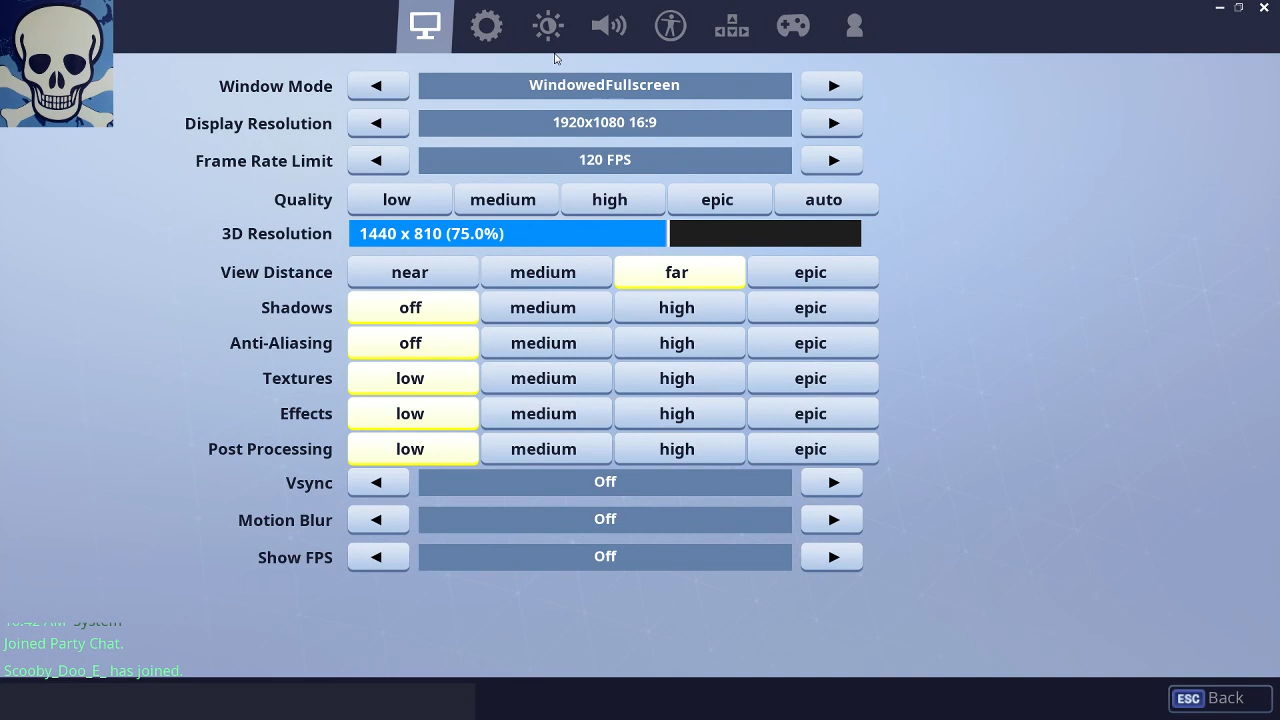 Window Mode ◀ WindowedFullscreen ▶
Display Resolution ◀ 1920x1080 16:9 ▶
Frame Rate Limit ◀ 120 FPS ▶
Quality low medium high epic auto
3D Resolution 1440 x 810 (75.0%)
View Distance near medium far epic
Shadows off medium high epic
Anti-Aliasing off medium high epic
Textures low medium high epic
Effects low medium high epic
Post Processing low medium high epic
Vsync ◀ Off ▶
Motion Blur ◀ Off ▶
Show FPS ◀ Off ▶
System
Joined Party Chat.
Scooby_Doo_E_ has joined.
ESC Back